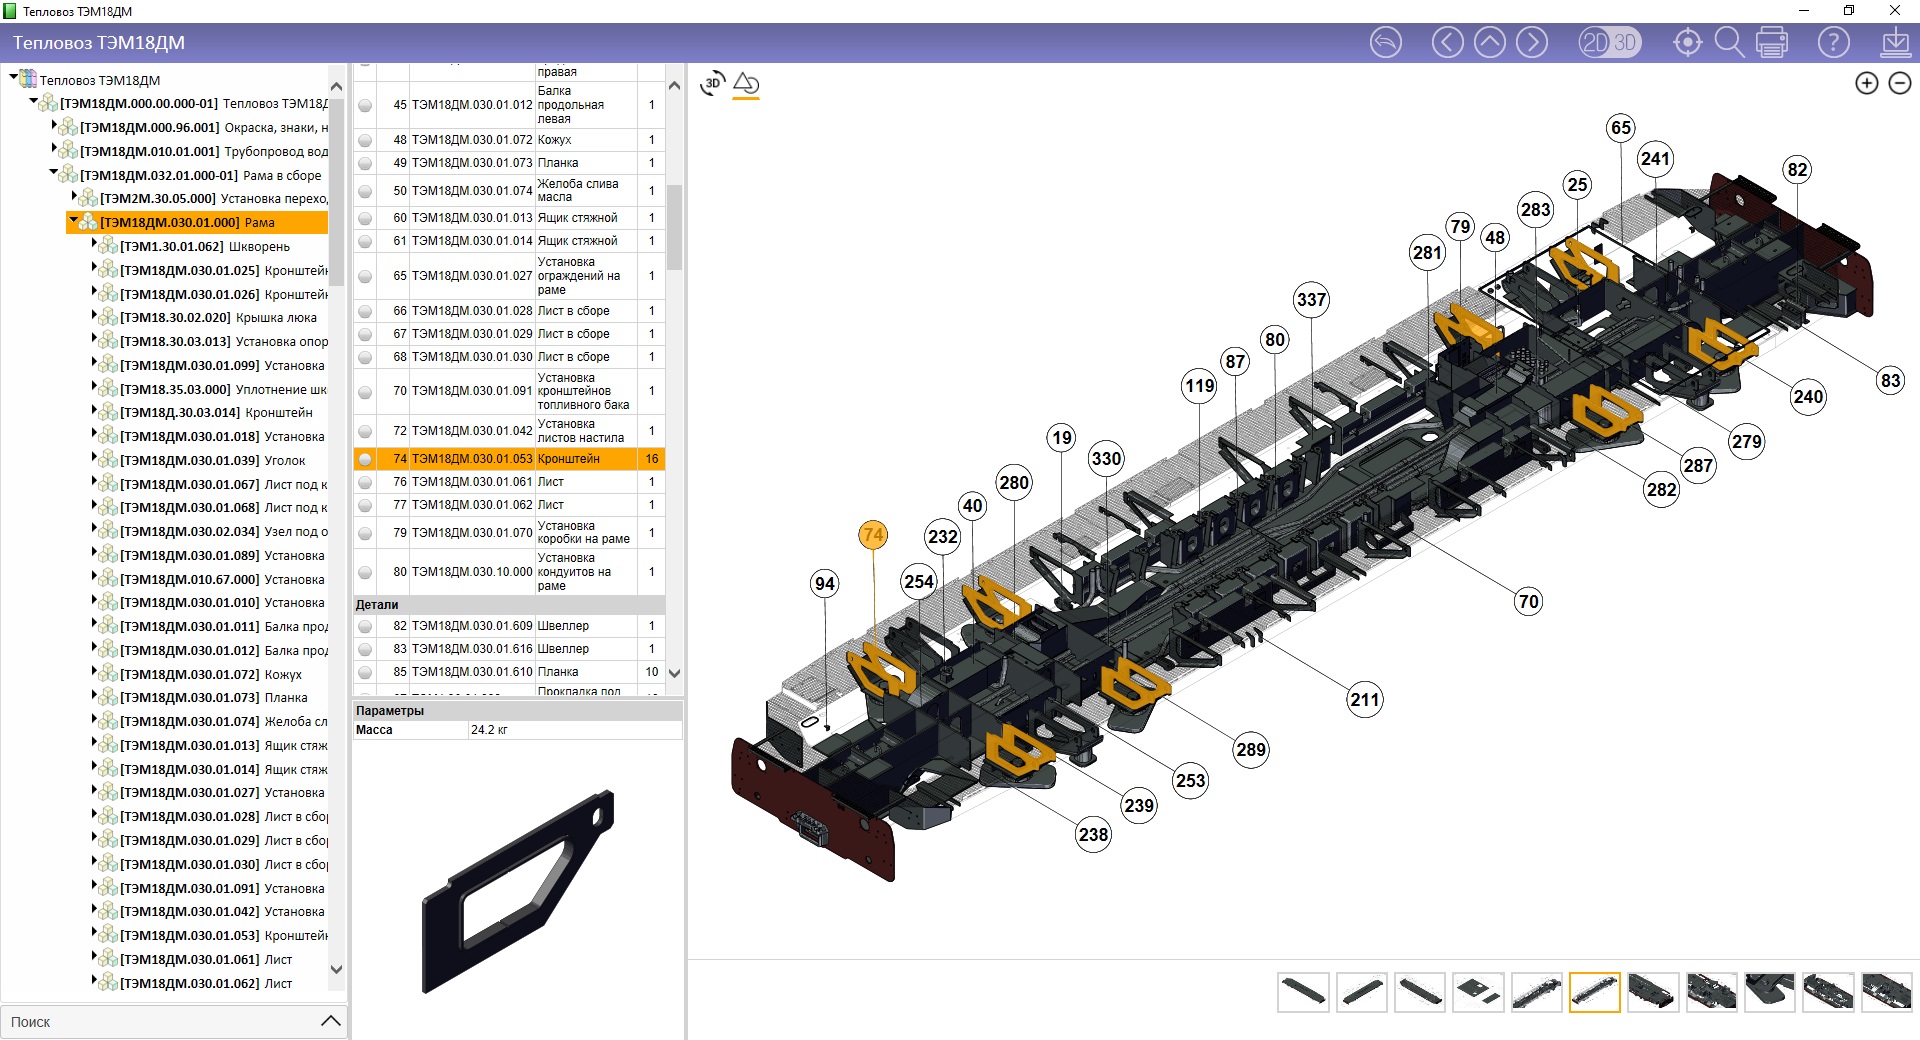 Тепловоз ТЭМ18ДМ
Тепловоз ТЭМ18ДМ
2D 3D
?
Тепловоз ТЭМ18ДМ
[ТЭМ18ДМ.000.00.000-01] Тепловоз ТЭМ18Д
[ТЭМ18ДМ.000.96.001] Окраска, знаки, н
[ТЭМ18ДМ.010.01.001] Трубопровод вод
[ТЭМ18ДМ.032.01.000-01] Рама в сборе
[ТЭМ2М.30.05.000] Установка перехо
[ТЭМ18ДМ.030.01.000] Рама
[ТЭМ1.30.01.062] Шкворень
[ТЭМ18ДМ.030.01.025] Кронштейн
[ТЭМ18ДМ.030.01.026] Кронштейн
[ТЭМ18.30.02.020] Крышка люка
[ТЭМ18.30.03.013] Установка опор
[ТЭМ18ДМ.030.01.099] Установка
[ТЭМ18.35.03.000] Уплотнение шк
[ТЭМ18Д.30.03.014] Кронштейн
[ТЭМ18ДМ.030.01.018] Установка
[ТЭМ18ДМ.030.01.039] Уголок
[ТЭМ18ДМ.030.01.067] Лист под к
[ТЭМ18ДМ.030.01.068] Лист под к
[ТЭМ18ДМ.030.02.034] Узел под о
[ТЭМ18ДМ.030.01.089] Установка
[ТЭМ18ДМ.010.67.000] Установка
[ТЭМ18ДМ.030.01.010] Установка
[ТЭМ18ДМ.030.01.011] Балка прод
[ТЭМ18ДМ.030.01.012] Балка прод
[ТЭМ18ДМ.030.01.072] Кожух
[ТЭМ18ДМ.030.01.073] Планка
[ТЭМ18ДМ.030.01.074] Желоба сл
[ТЭМ18ДМ.030.01.013] Ящик стяж
[ТЭМ18ДМ.030.01.014] Ящик стяж
[ТЭМ18ДМ.030.01.027] Установка
[ТЭМ18ДМ.030.01.028] Лист в сбо
[ТЭМ18ДМ.030.01.029] Лист в сбо
[ТЭМ18ДМ.030.01.030] Лист в сбо
[ТЭМ18ДМ.030.01.091] Установка
[ТЭМ18ДМ.030.01.042] Установка
[ТЭМ18ДМ.030.01.053] Кронштейн
[ТЭМ18ДМ.030.01.061] Лист
[ТЭМ18ДМ.030.01.062] Лист
Поиск
правая
45 ТЭМ18ДМ.030.01.012 Балка продольная левая 1
48 ТЭМ18ДМ.030.01.072 Кожух 1
49 ТЭМ18ДМ.030.01.073 Планка 1
50 ТЭМ18ДМ.030.01.074 Желоба слива масла 1
60 ТЭМ18ДМ.030.01.013 Ящик стяжной 1
61 ТЭМ18ДМ.030.01.014 Ящик стяжной 1
65 ТЭМ18ДМ.030.01.027 Установка ограждений на раме 1
66 ТЭМ18ДМ.030.01.028 Лист в сборе 1
67 ТЭМ18ДМ.030.01.029 Лист в сборе 1
68 ТЭМ18ДМ.030.01.030 Лист в сборе 1
70 ТЭМ18ДМ.030.01.091 Установка кронштейнов топливного бака 1
72 ТЭМ18ДМ.030.01.042 Установка листов настила 1
74 ТЭМ18ДМ.030.01.053 Кронштейн 16
76 ТЭМ18ДМ.030.01.061 Лист 1
77 ТЭМ18ДМ.030.01.062 Лист 1
79 ТЭМ18ДМ.030.01.070 Установка коробки на раме 1
80 ТЭМ18ДМ.030.10.000 Установка кондуитов на раме 1
Детали
82 ТЭМ18ДМ.030.01.609 Швеллер 1
83 ТЭМ18ДМ.030.01.616 Швеллер 1
85 ТЭМ18ДМ.030.01.610 Планка 10
Прокладка под
Параметры
Масса 24.2 кг
3D
65
241
82
25
283
79
48
281
337
80
87
119
83
240
279
287
282
19
330
280
40
74
232
254
94
70
211
289
253
239
238